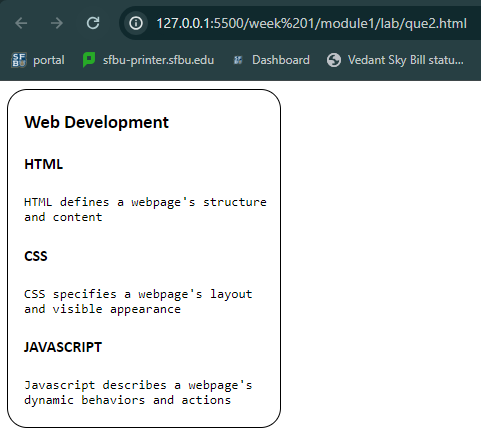 127.0.0.1:5500/week%201/module1/lab/que2.html
SF BU portal sfbu-printer.sfbu.edu Dashboard Vedant Sky Bill statu...
Web Development
HTML
HTML defines a webpage's structure
and content
CSS
CSS specifies a webpage's layout
and visible appearance
JAVASCRIPT
Javascript describes a webpage's
dynamic behaviors and actions